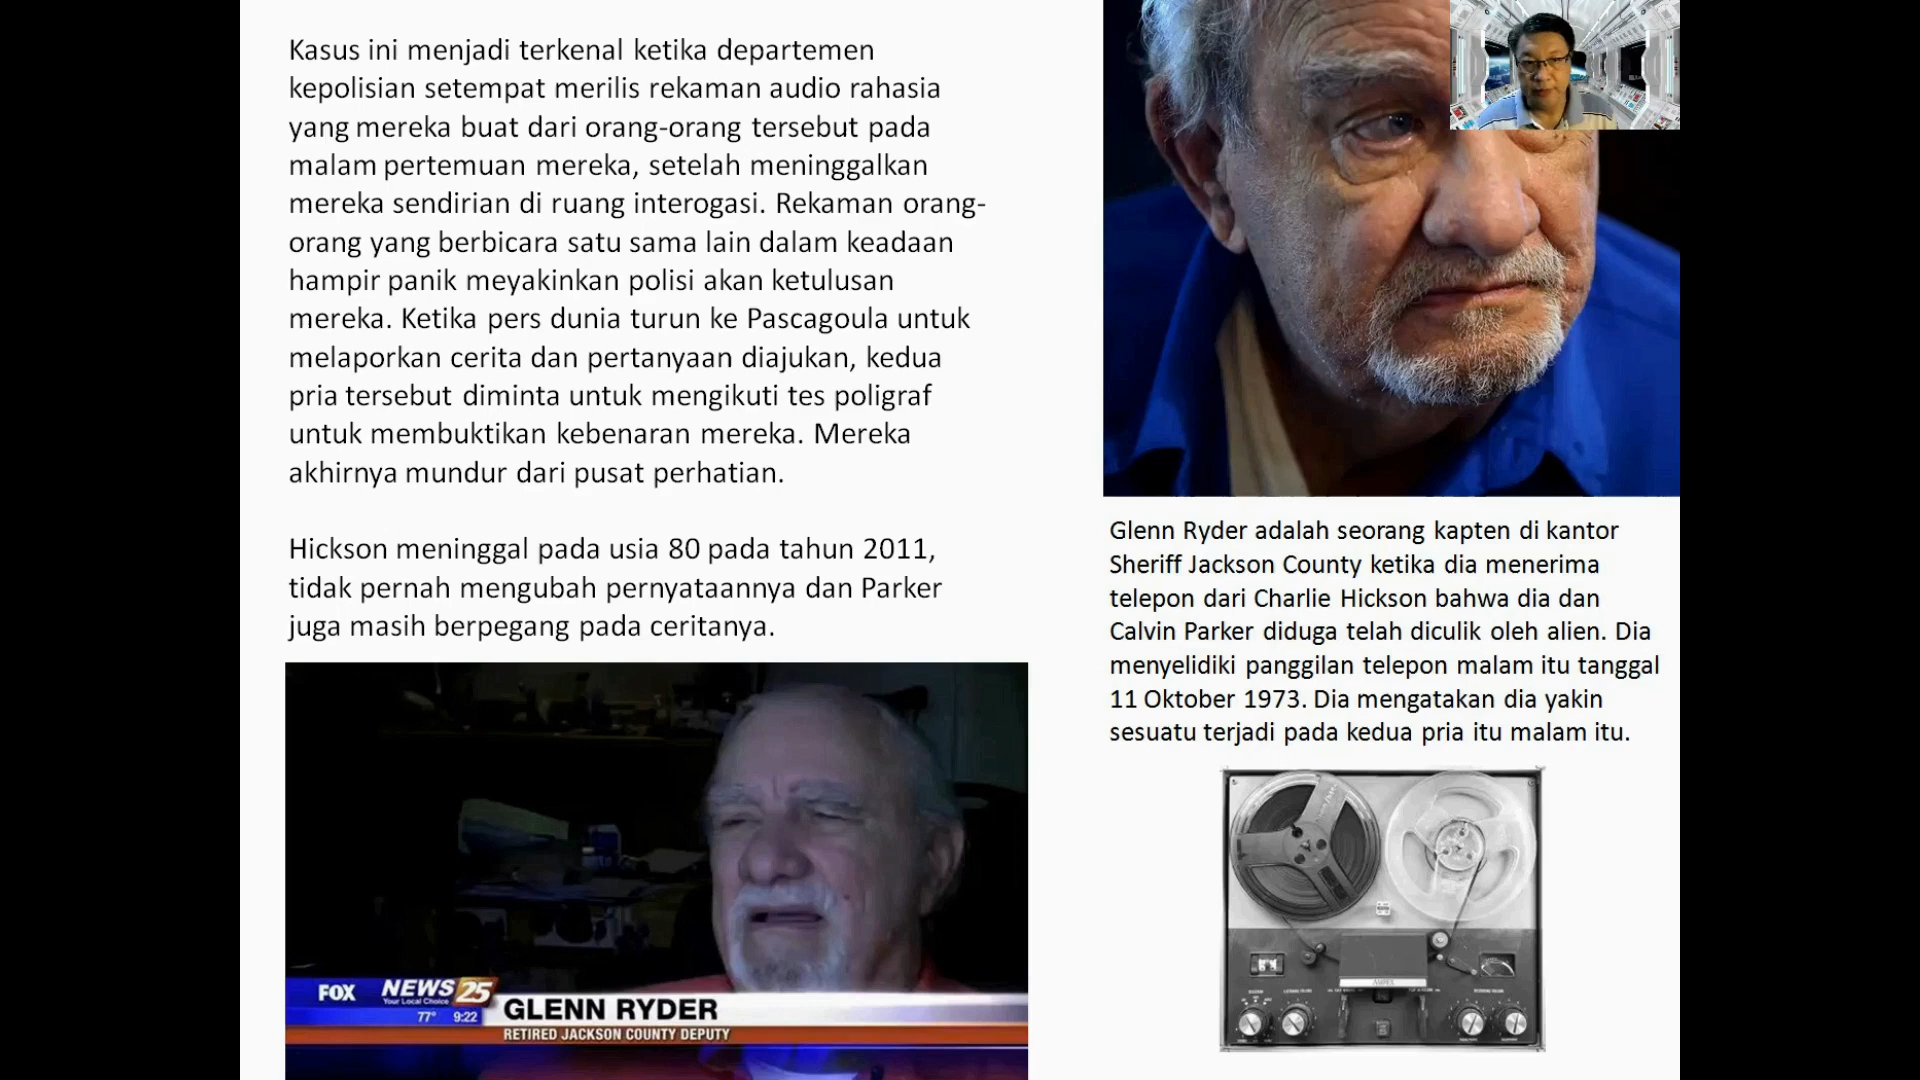 Kasus ini menjadi terkenal ketika departemen
kepolisian setempat merilis rekaman audio rahasia
yang mereka buat dari orang-orang tersebut pada
malam pertemuan mereka, setelah meninggalkan
mereka sendirian di ruang interogasi. Rekaman orang-
orang yang berbicara satu sama lain dalam keadaan
hampir panik meyakinkan polisi akan ketulusan
mereka. Ketika pers dunia turun ke Pascagoula untuk
melaporkan cerita dan pertanyaan diajukan, kedua
pria tersebut diminta untuk mengikuti tes poligraf
untuk membuktikan kebenaran mereka. Mereka
akhirnya mundur dari pusat perhatian.
Hickson meninggal pada usia 80 pada tahun 2011,
tidak pernah mengubah pernyataannya dan Parker
juga masih berpegang pada ceritanya.
FOX NEWS 25
Your Local Choice
77° 9:22
GLENN RYDER
RETIRED JACKSON COUNTY DEPUTY
Glenn Ryder adalah seorang kapten di kantor
Sheriff Jackson County ketika dia menerima
telepon dari Charlie Hickson bahwa dia dan
Calvin Parker diduga telah diculik oleh alien. Dia
menyelidiki panggilan telepon malam itu tanggal
11 Oktober 1973. Dia mengatakan dia yakin
sesuatu terjadi pada kedua pria itu malam itu.
AMPEX